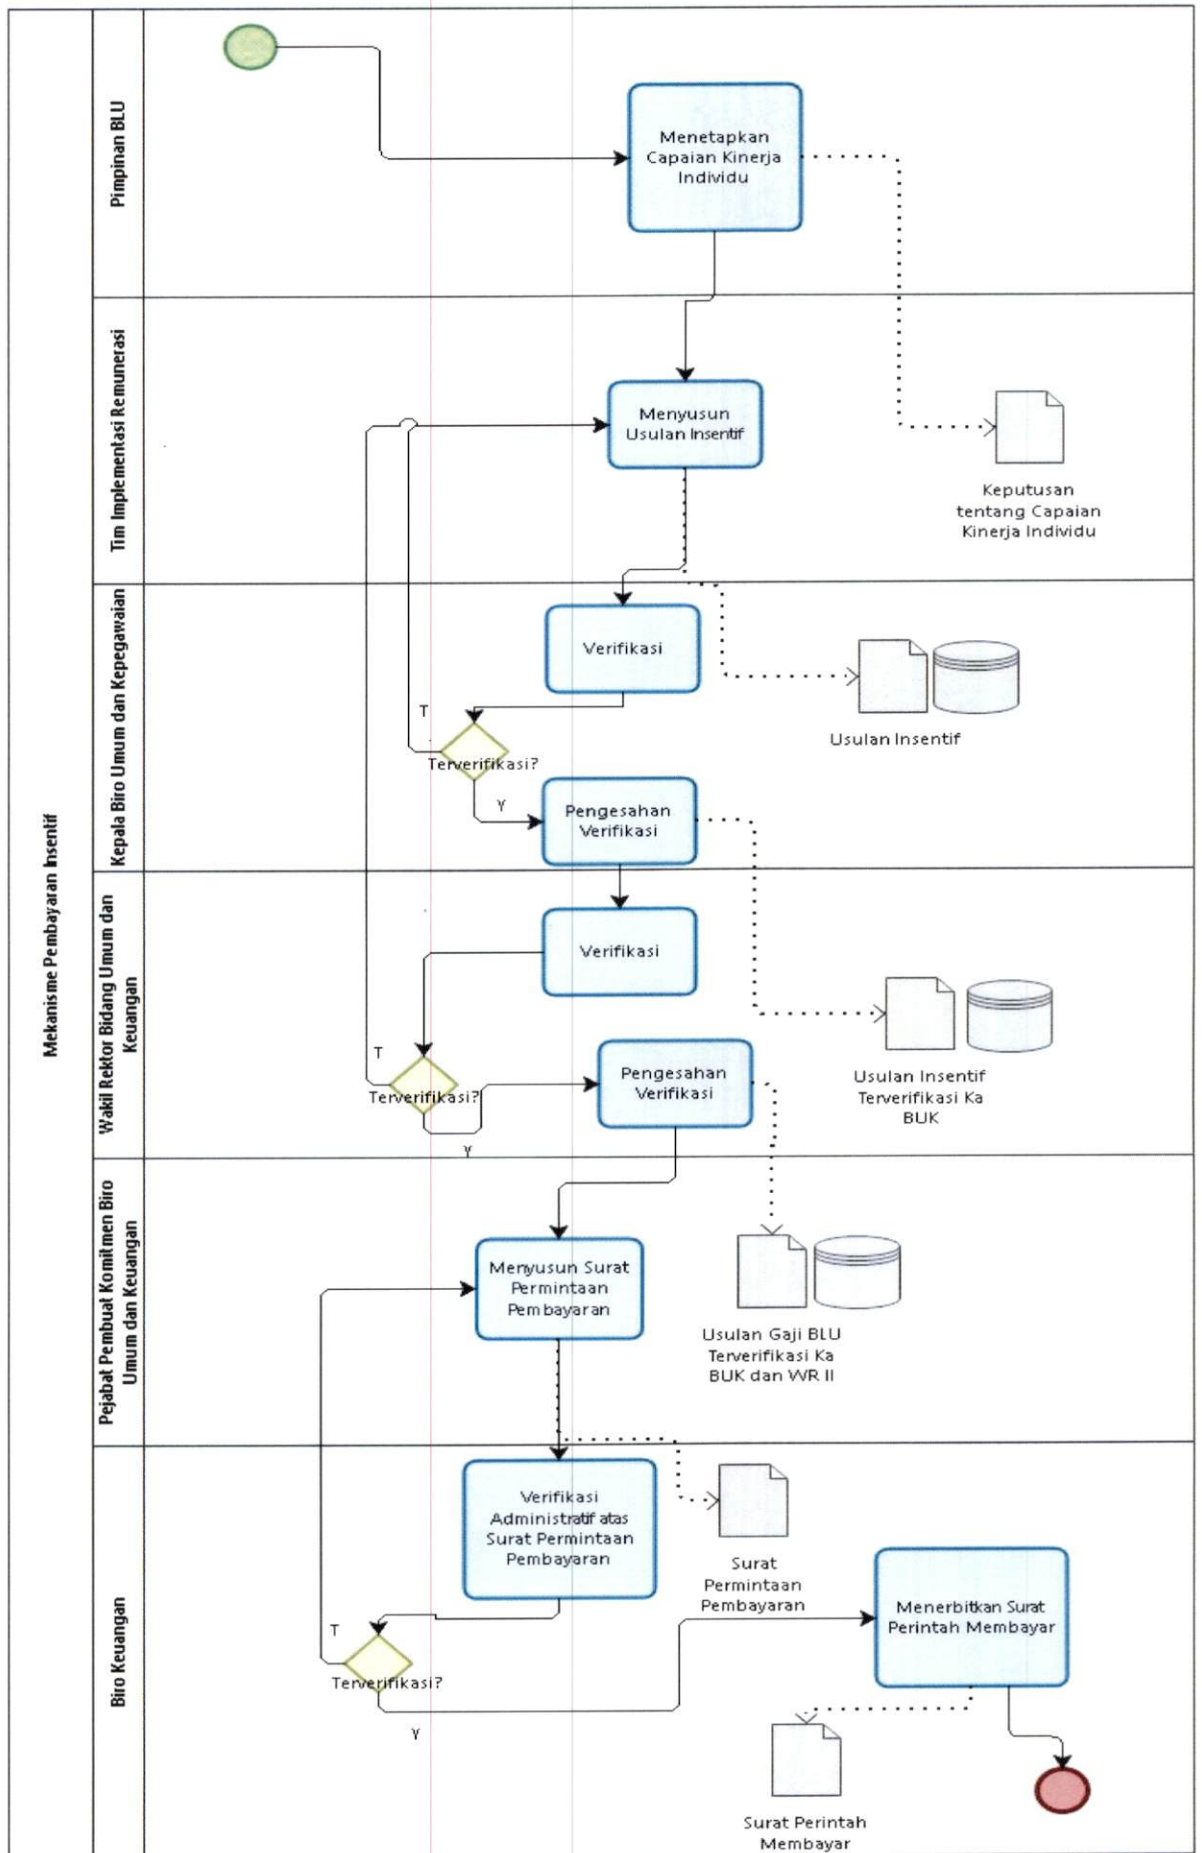 Mekanisme Pembayaran Insentif
Pimpinan BLU
Menetapkan
Capaian Kinerja
Individu
Tim Implementasi Remunerasi
Menyusun
Usulan Insentif
Keputusan
tentang Capaian
Kinerja Individu
Kepala Biro Umum dan Kepegawaian
Verifikasi
Usulan Insentif
T
Terverifikasi?
Y
Pengesahan
Verifikasi
Wakil Rektor Bidang Umum dan
Keuangan
Verifikasi
T
Terverifikasi?
Y
Pengesahan
Verifikasi
Usulan Insentif
Terverifikasi Ka
BUK
Pejabat Pembuat Komitmen Biro
Umum dan Keuangan
Menyusun Surat
Permintaan
Pembayaran
Usulan Gaji BLU
Terverifikasi Ka
BUK dan WR II
Biro Keuangan
Verifikasi
Administratif atas
Surat Permintaan
Pembayaran
Surat
Permintaan
Pembayaran
T
Terverifikasi?
Y
Menerbitkan Surat
Perintah Membayar
Surat Perintah
Membayar